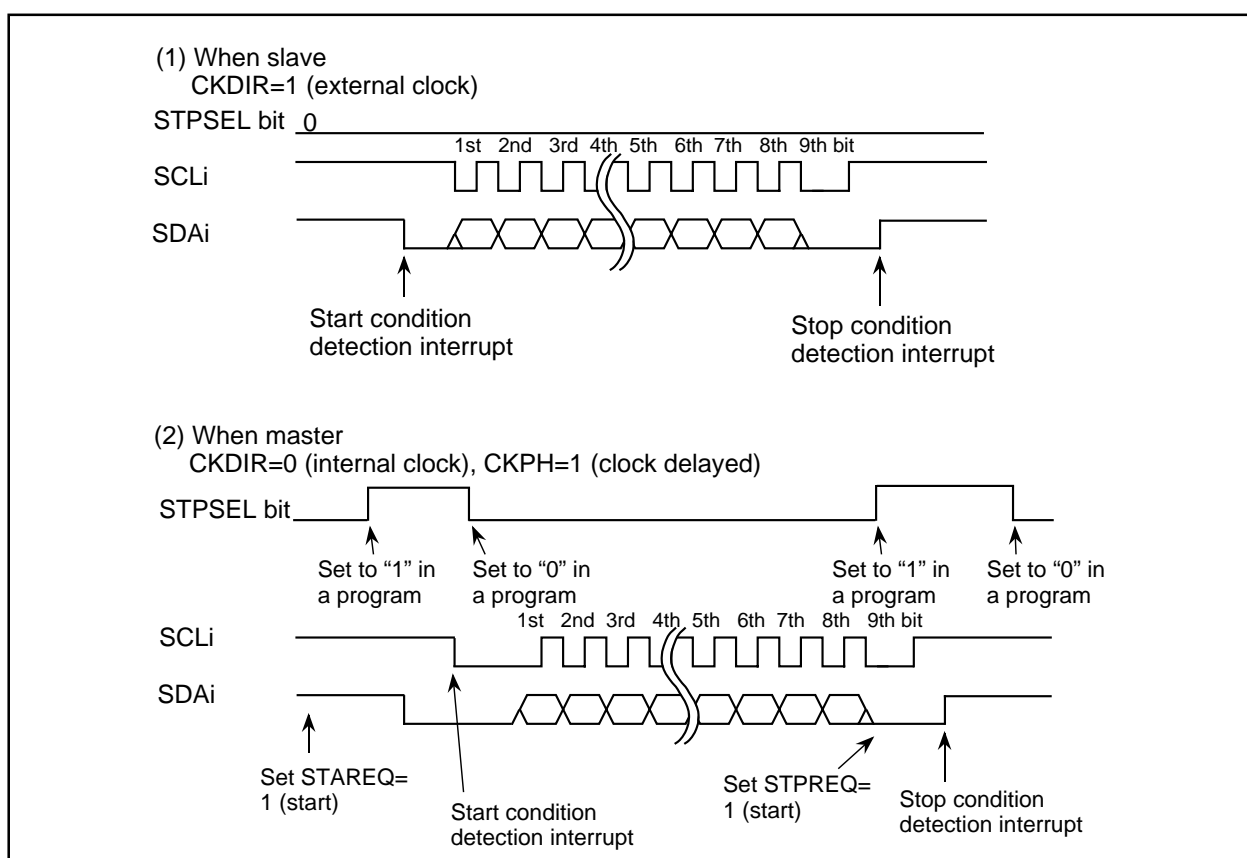 (1) When slave
CKDIR=1 (external clock)
STPSEL bit 0
1st 2nd 3rd 4th 5th 6th 7th 8th 9th bit
SCLi
SDAi
Start condition
detection interrupt
Stop condition
detection interrupt
(2) When master
CKDIR=0 (internal clock), CKPH=1 (clock delayed)
STPSEL bit
Set to “1” in
a program
Set to “0” in
a program
Set to “1” in
a program
Set to “0” in
a program
1st 2nd 3rd 4th 5th 6th 7th 8th 9th bit
SCLi
SDAi
Set STAREQ=
1 (start)
Start condition
detection interrupt
Set STPREQ=
1 (start)
Stop condition
detection interrupt